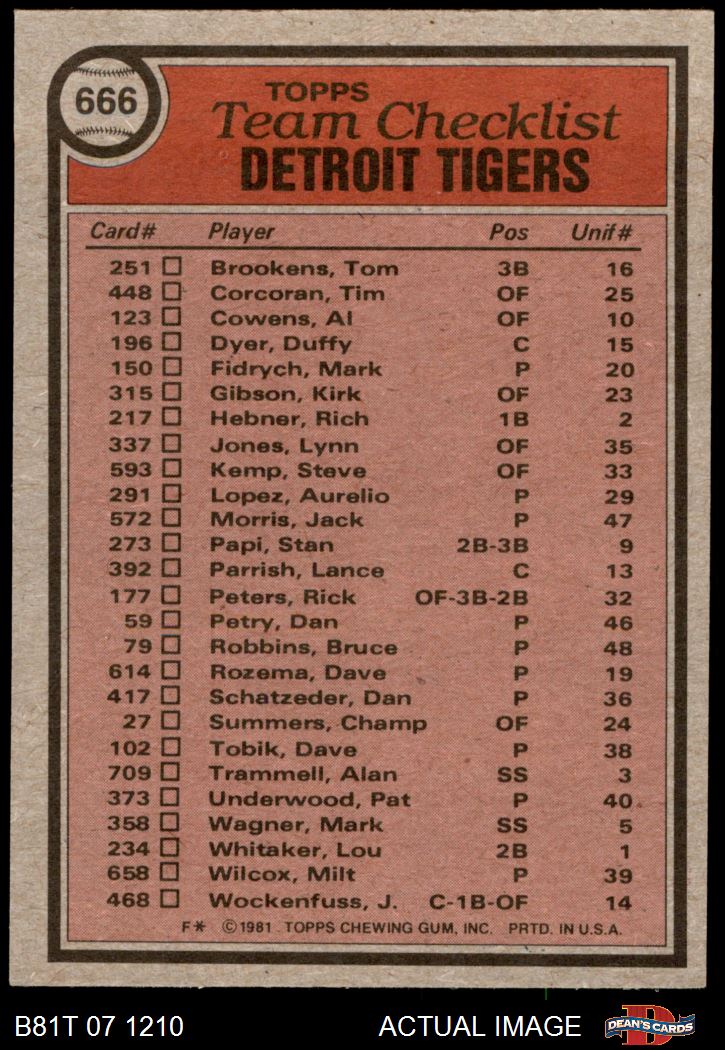 666
TOPPS
Team Checklist
DETROIT TIGERS
Card# Player Pos Unif#
251 Brookens, Tom 3B 16
448 Corcoran, Tim OF 25
123 Cowens, Al OF 10
196 Dyer, Duffy C 15
150 Fidrych, Mark P 20
315 Gibson, Kirk OF 23
217 Hebner, Rich 1B 2
337 Jones, Lynn OF 35
593 Kemp, Steve OF 33
291 Lopez, Aurelio P 29
572 Morris, Jack P 47
273 Papi, Stan 2B-3B 9
392 Parrish, Lance C 13
177 Peters, Rick OF-3B-2B 32
59 Petry, Dan P 46
79 Robbins, Bruce P 48
614 Rozema, Dave P 19
417 Schatzeder, Dan P 36
27 Summers, Champ OF 24
102 Tobik, Dave P 38
709 Trammell, Alan SS 3
373 Underwood, Pat P 40
358 Wagner, Mark SS 5
234 Whitaker, Lou 2B 1
658 Wilcox, Milt P 39
468 Wockenfuss, J. C-1B-OF 14
F* ©1981 TOPPS CHEWING GUM, INC. PRTD. IN U.S.A.
B81T 07 1210 ACTUAL IMAGE D DEAN'S CARDS